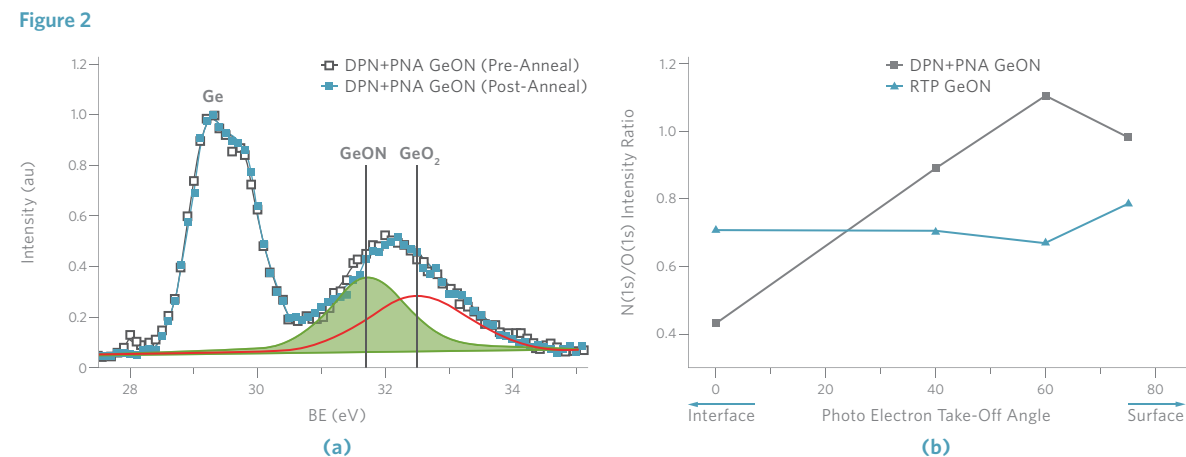 Figure 2
DPN+PNA GeON (Pre-Anneal)
DPN+PNA GeON (Post-Anneal)
Ge
GeON
GeO₂
Intensity (au)
1.2
1.0
0.8
0.6
0.4
0.2
0
28
30
32
34
BE (eV)
(a)
DPN+PNA GeON
RTP GeON
N(1s)/O(1s) Intensity Ratio
1.2
1.0
0.8
0.6
0.4
0
20
40
60
80
Interface
Photo Electron Take-Off Angle
Surface
(b)